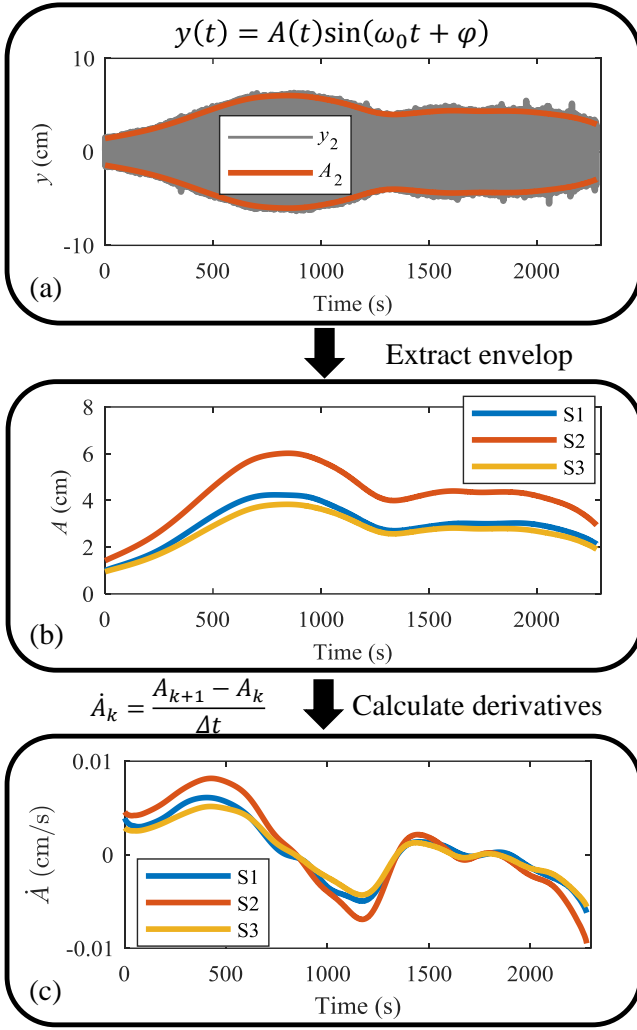 y(t) = A(t)sin(ω₀t + φ)
10
0
-10
y (cm)
y₂
A₂
0 500 1000 1500 2000
Time (s)
(a)
Extract envelop
8
6
4
2
0
A (cm)
S1
S2
S3
0 500 1000 1500 2000
Time (s)
(b)
Ȧₖ = (Aₖ₊₁ − Aₖ)/Δt
Calculate derivatives
0.01
0
-0.01
Ȧ (cm/s)
S1
S2
S3
0 500 1000 1500 2000
Time (s)
(c)